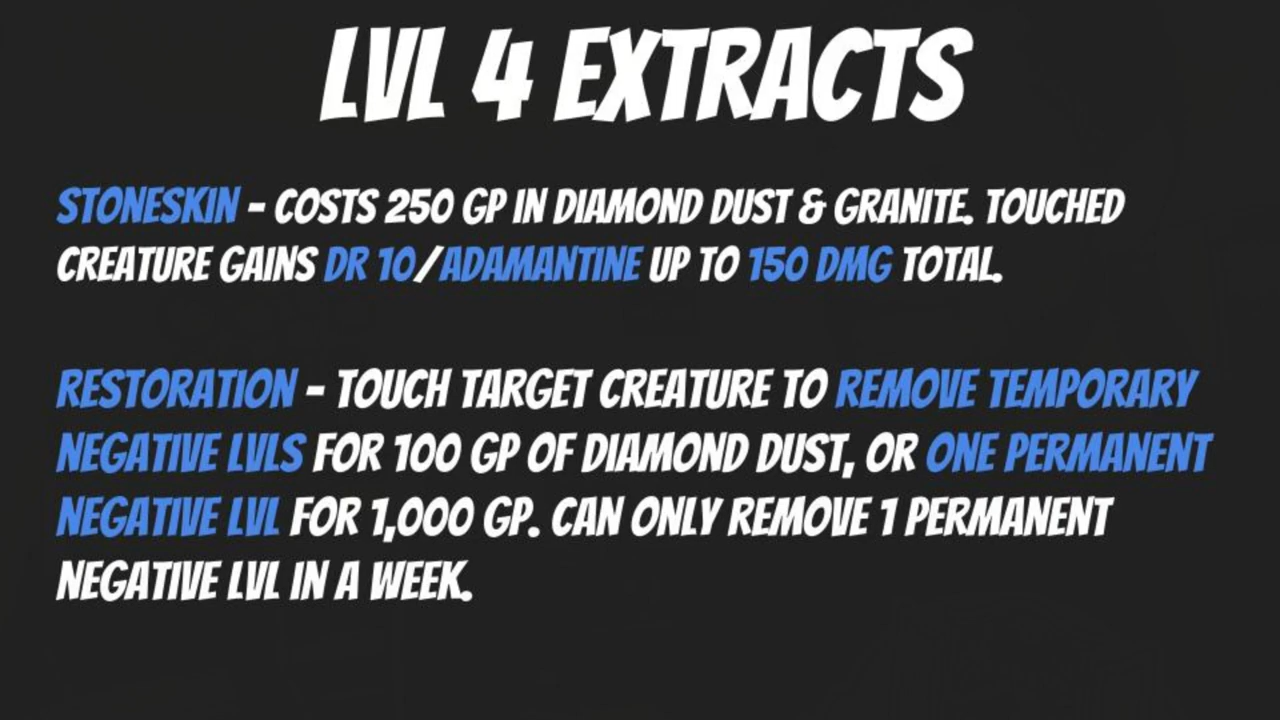 LVL 4 EXTRACTS
STONESKIN - COSTS 250 GP IN DIAMOND DUST & GRANITE. TOUCHED
CREATURE GAINS DR 10/ADAMANTINE UP TO 150 DMG TOTAL.
RESTORATION - TOUCH TARGET CREATURE TO REMOVE TEMPORARY
NEGATIVE LVLS FOR 100 GP OF DIAMOND DUST, OR ONE PERMANENT
NEGATIVE LVL FOR 1,000 GP. CAN ONLY REMOVE 1 PERMANENT
NEGATIVE LVL IN A WEEK.